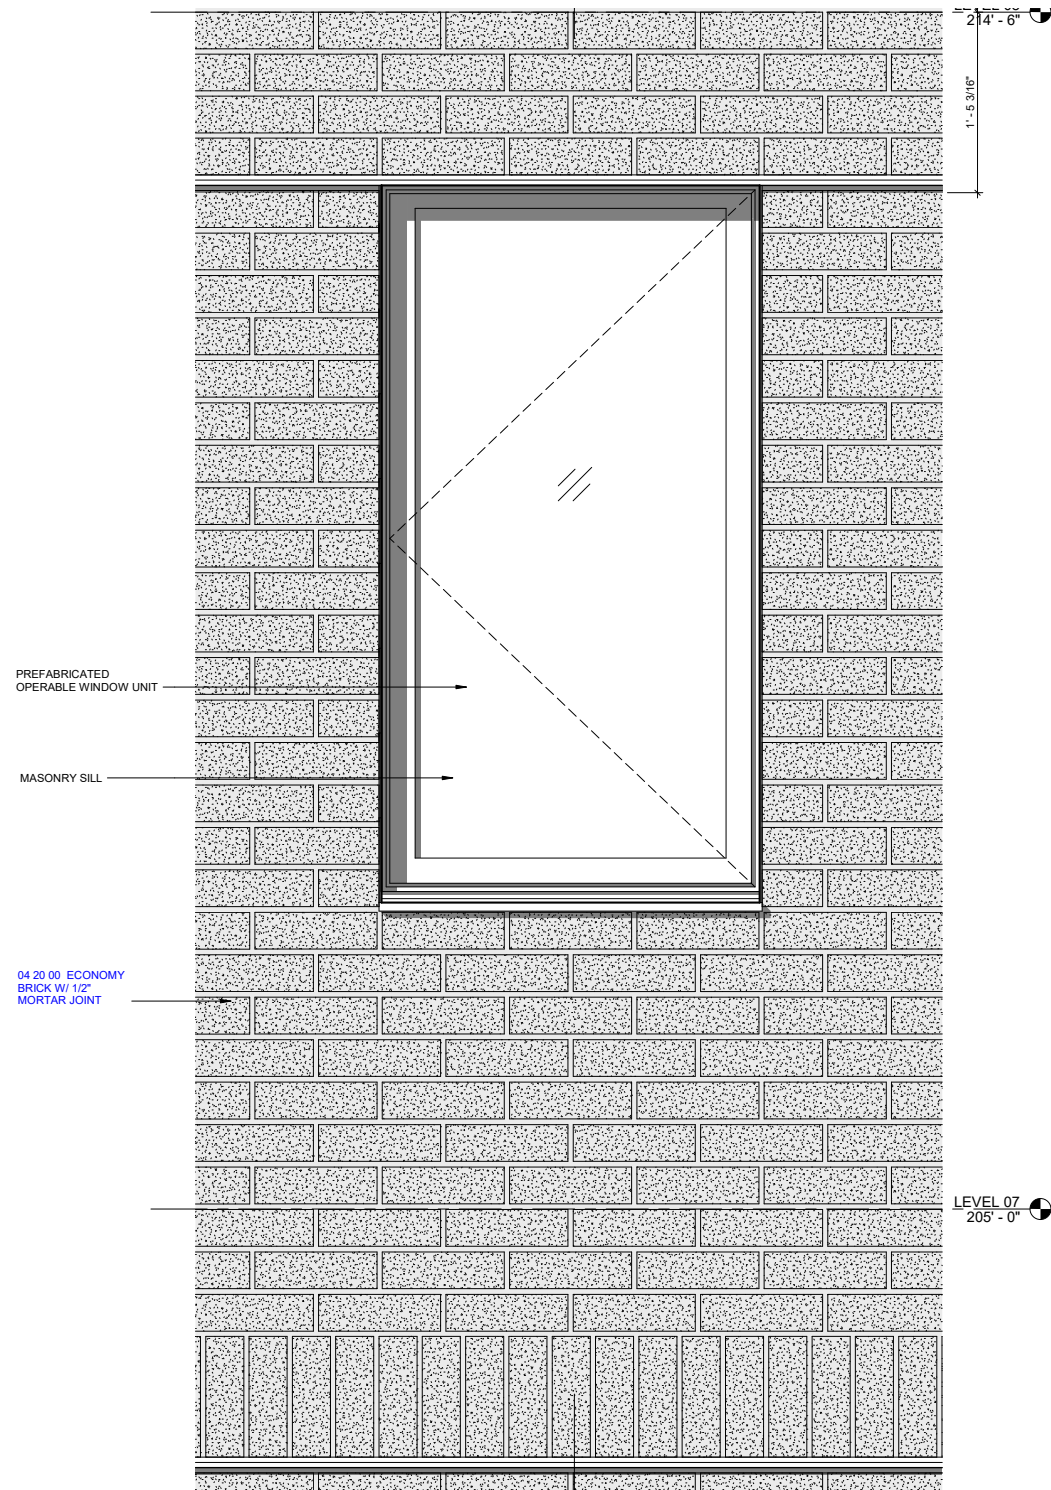 214' - 6"
1' - 5 3/16"
PREFABRICATED
OPERABLE WINDOW UNIT
MASONRY SILL
04 20 00 ECONOMY
BRICK W/ 1/2"
MORTAR JOINT
LEVEL 07
205' - 0"